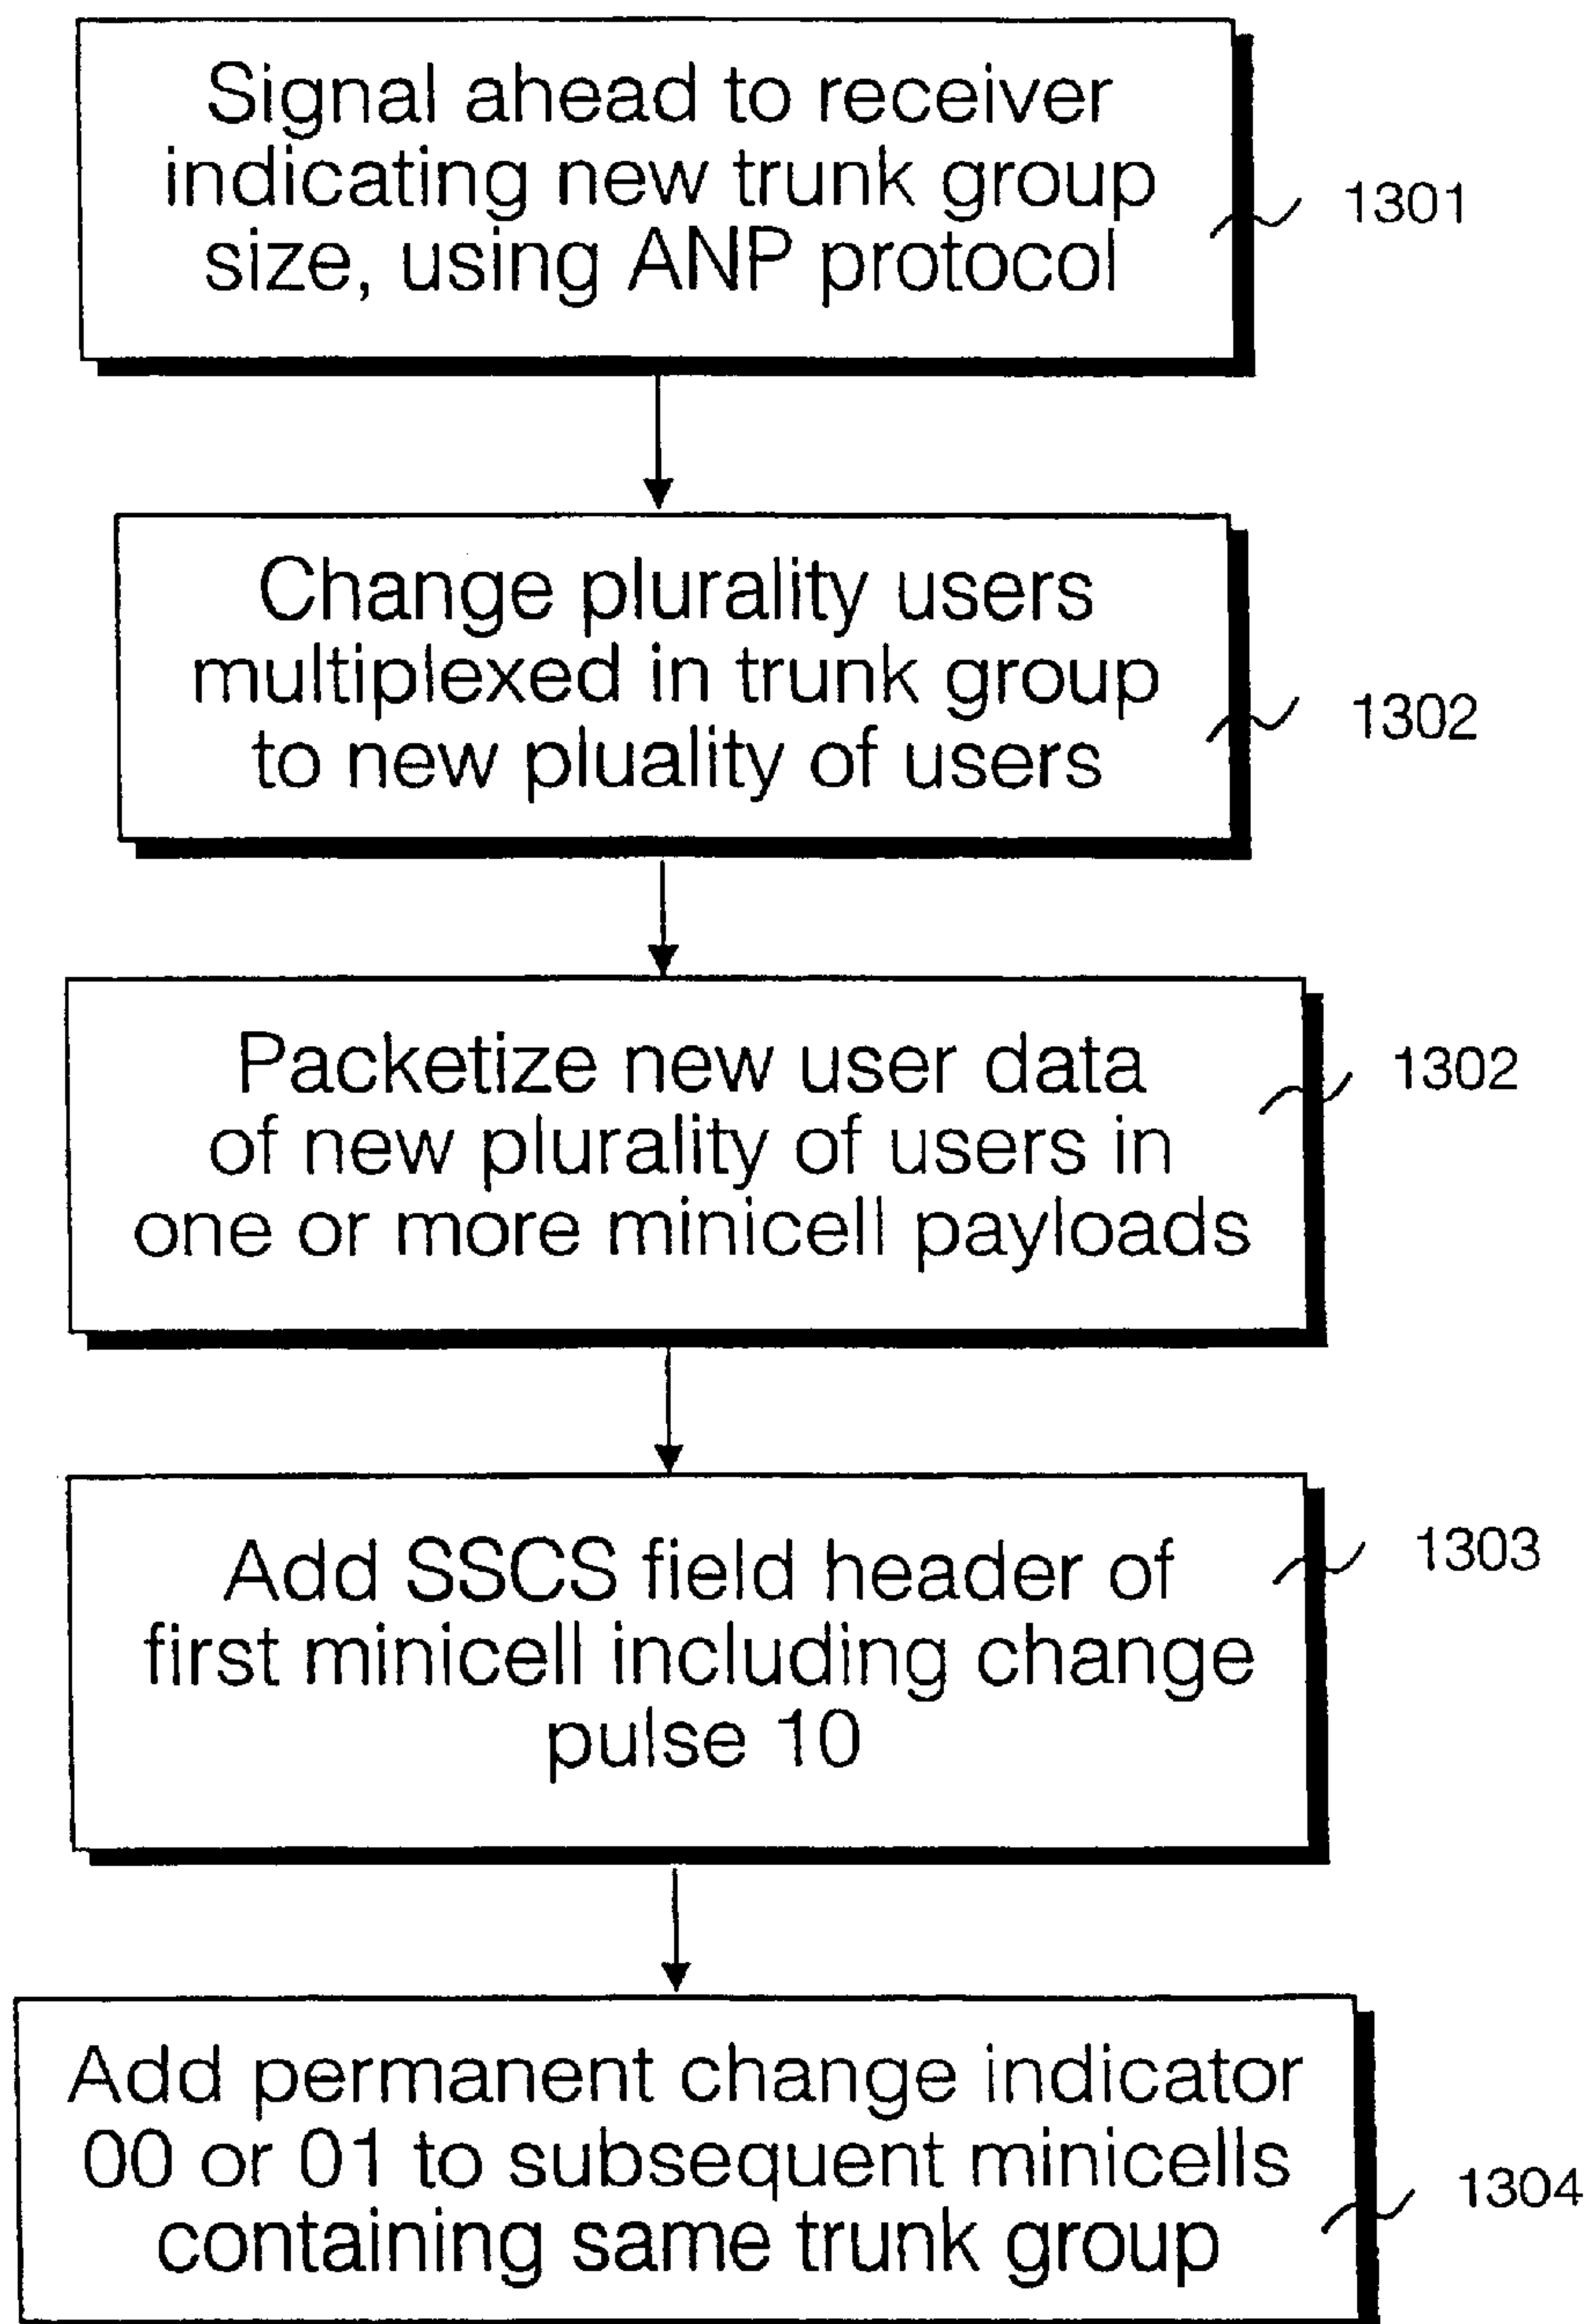 Signal ahead to receiver
indicating new trunk group
size, using ANP protocol
1301
Change plurality users
multiplexed in trunk group
to new pluality of users
1302
Packetize new user data
of new plurality of users in
one or more minicell payloads
1302
Add SSCS field header of
first minicell including change
pulse 10
1303
Add permanent change indicator
00 or 01 to subsequent minicells
containing same trunk group
1304